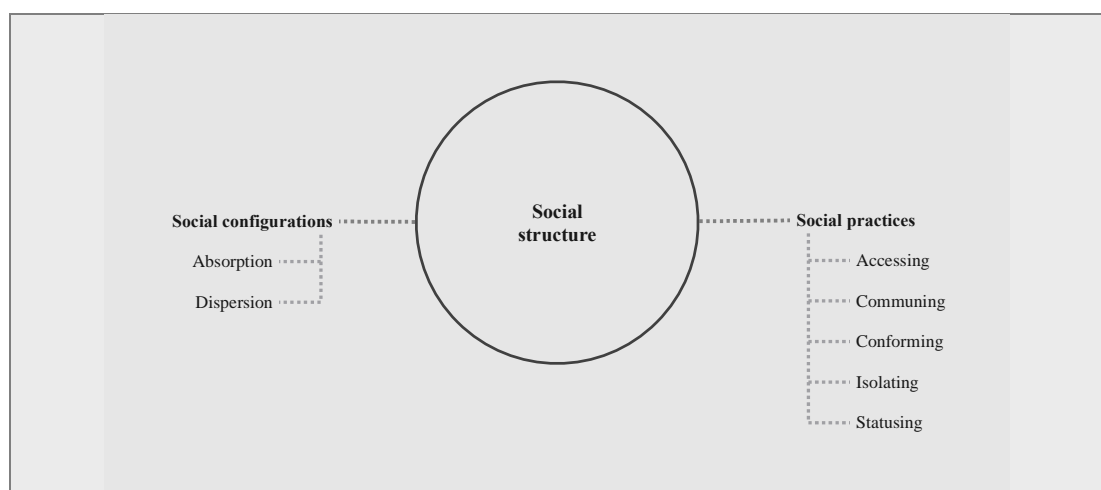 Social
structure
Social configurations
Absorption
Dispersion
Social practices
Accessing
Communing
Conforming
Isolating
Statusing